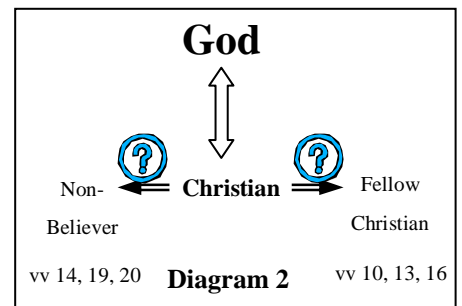 God
?
?
Non- Christian Fellow
Believer Christian
vv 14, 19, 20 Diagram 2 vv 10, 13, 16